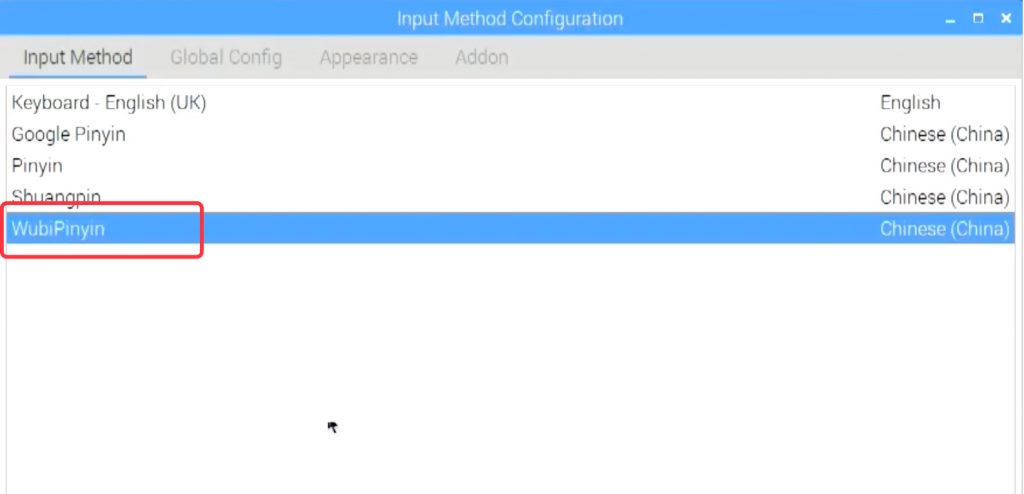 Input Method Configuration
Input Method Global Config Appearance Addon
Keyboard - English (UK) English
Google Pinyin Chinese (China)
Pinyin Chinese (China)
Shuangpin Chinese (China)
WubiPinyin Chinese (China)